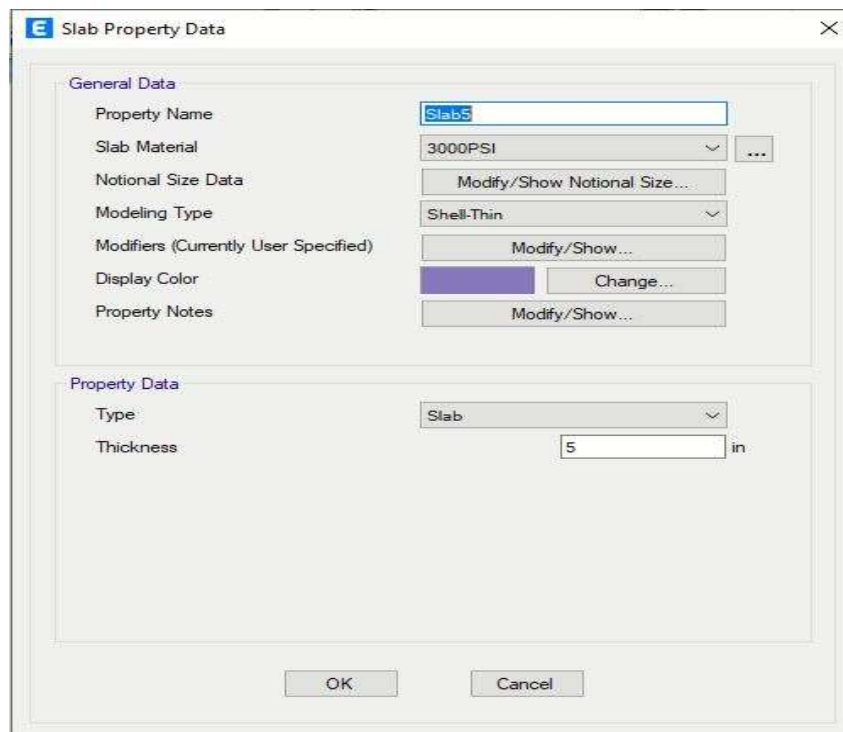 E Slab Property Data
General Data
Property Name Slab5
Slab Material 3000PSI ...
Notional Size Data Modify/Show Notional Size...
Modeling Type Shell-Thin
Modifiers (Currently User Specified) Modify/Show...
Display Color Change...
Property Notes Modify/Show...
Property Data
Type Slab
Thickness 5 in
OK Cancel